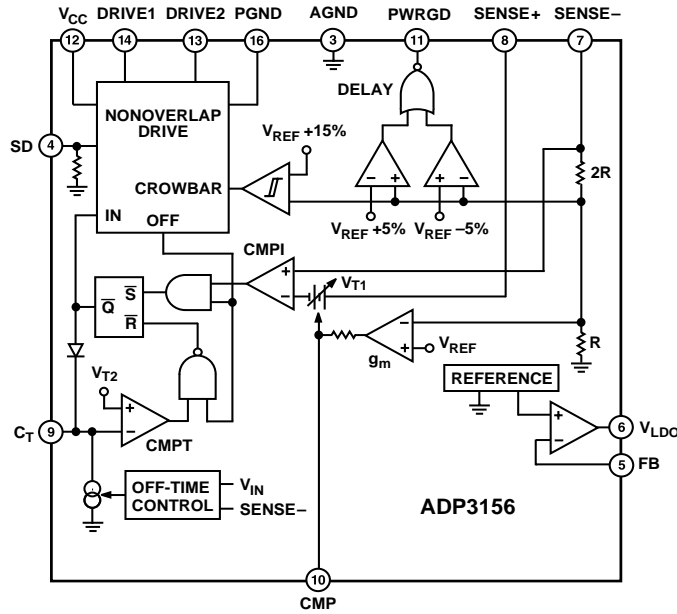 VCC DRIVE1 DRIVE2 PGND AGND PWRGD SENSE+ SENSE–
12 14 13 16 3 11 8 7
DELAY
NONOVERLAP
DRIVE
VREF +15%
SD 4
2R
CROWBAR
– + – +
IN
OFF
VREF +5% VREF –5%
CMPI
+
VT1
–
Q S
R
–
+ VREF
gm
R
VT2
REFERENCE
+
–
+
–
CT 9
6 VLDO
CMPT
5 FB
OFF-TIME
CONTROL
VIN
SENSE–
ADP3156
10
CMP